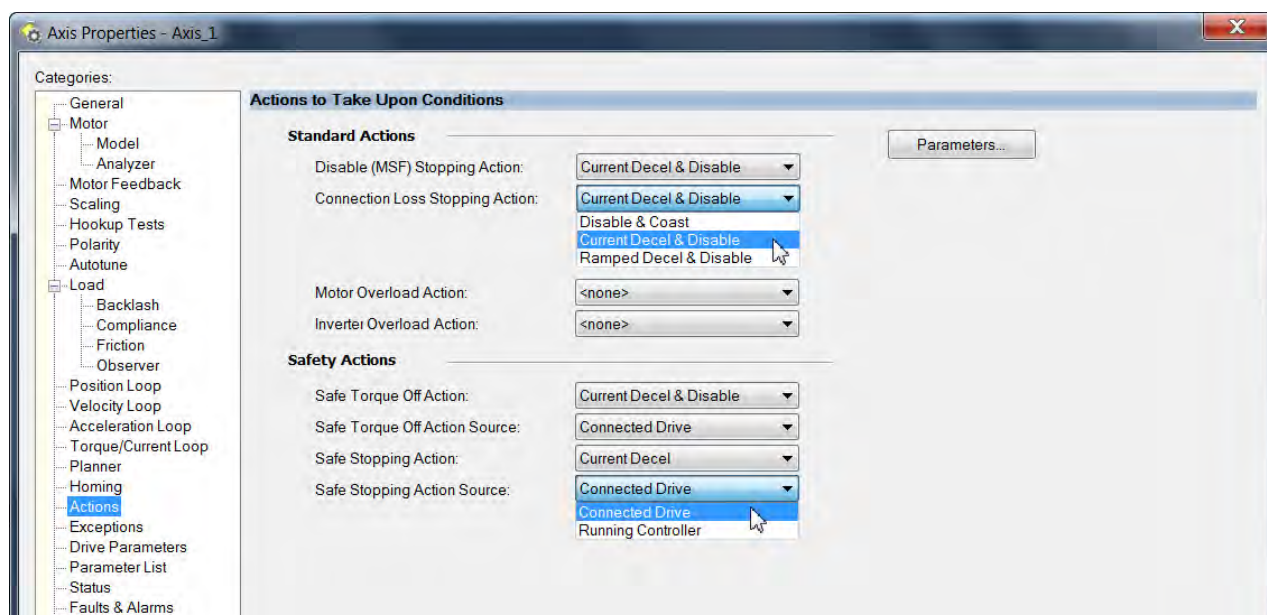 Axis Properties - Axis_1
X
Categories:
General
Motor
Model
Analyzer
Motor Feedback
Scaling
Hookup Tests
Polarity
Autotune
Load
Backlash
Compliance
Friction
Observer
Position Loop
Velocity Loop
Acceleration Loop
Torque/Current Loop
Planner
Homing
Actions
Exceptions
Drive Parameters
Parameter List
Status
Faults & Alarms
Actions to Take Upon Conditions
Standard Actions
Parameters...
Disable (MSF) Stopping Action: Current Decel & Disable
Connection Loss Stopping Action: Current Decel & Disable
Disable & Coast
Current Decel & Disable
Ramped Decel & Disable
Motor Overload Action: <none>
Inverter Overload Action: <none>
Safety Actions
Safe Torque Off Action: Current Decel & Disable
Safe Torque Off Action Source: Connected Drive
Safe Stopping Action: Current Decel
Safe Stopping Action Source: Connected Drive
Connected Drive
Running Controller